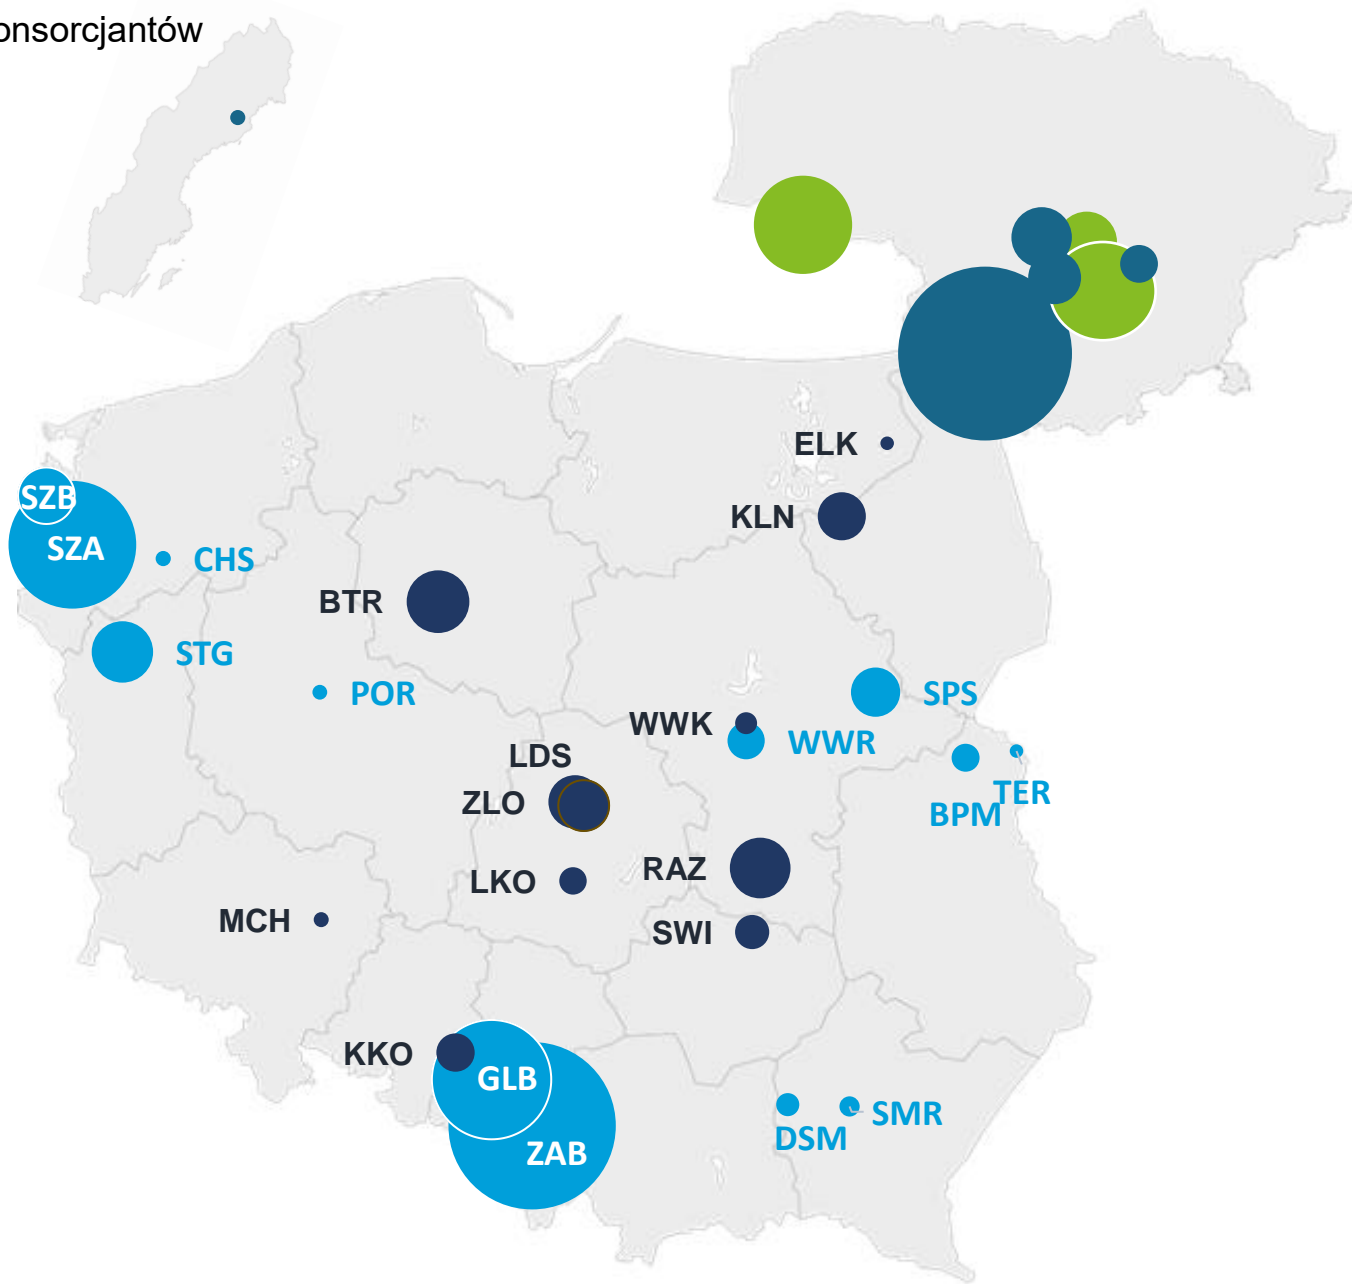 onsorcjantów
ELK
SZB
KLN
SZA
CHS
BTR
STG
POR
SPS
WWK
WWR
LDS
TER
ZLO
BPM
RAZ
LKO
MCH
SWI
KKO
GLB
SMR
DSM
ZAB